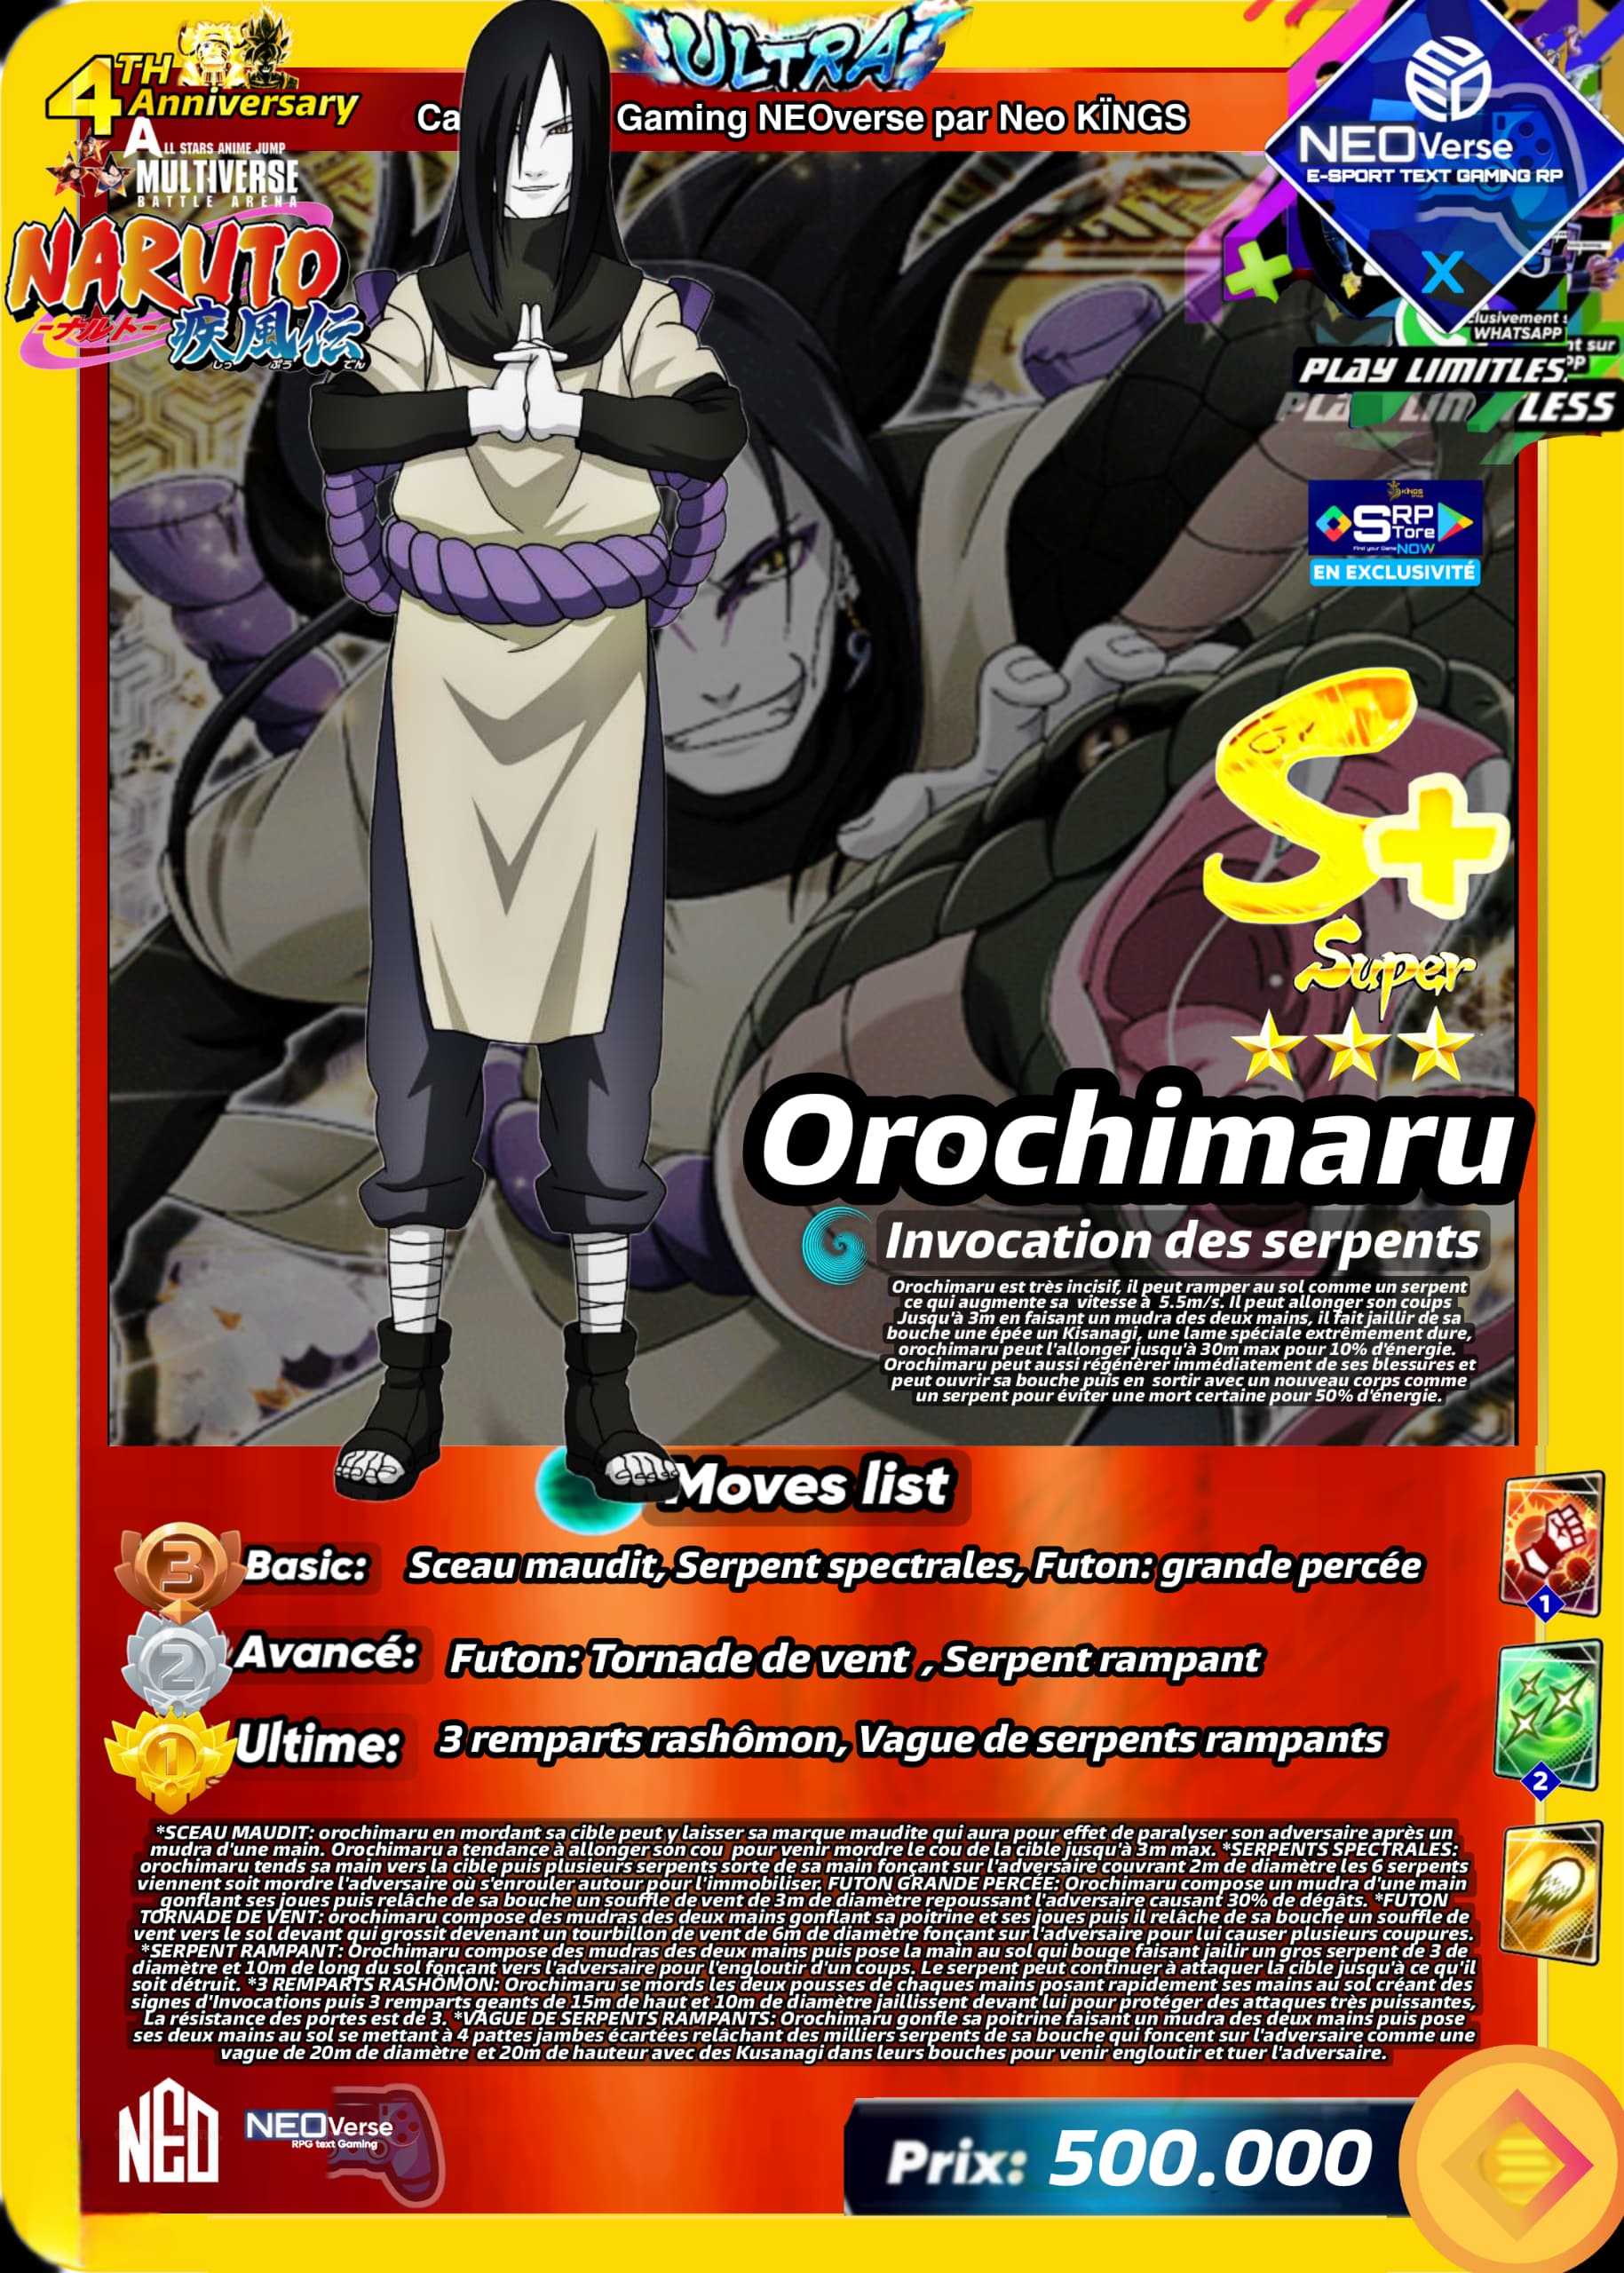 4TH
Anniversary
ULTRA
Ca Gaming NEOverse par Neo KÏNGS
ALL STARS ANIME JUMP
MULTIVERSE
BATTLE ARENA
NARUTO
-ナルト- 疾風伝
しっ ぷう でん
NEOVerse
E-SPORT TEXT GAMING RP
X
clusivement s
WHATSAPP
nt sur
PP
PLAY LIMITLES
LESS
KINGS
SRP
Tore
Find your Game NOW
EN EXCLUSIVITÉ
S+
Super
Orochimaru
Invocation des serpents
Orochimaru est très incisif, il peut ramper au sol comme un serpent
ce qui augmente sa vitesse à 5.5m/s. Il peut allonger son coups
Jusqu'à 3m en faisant un mudra des deux mains, il fait jaillir de sa
bouche une épée un Kisanagi, une lame spéciale extrêmement dure,
orochimaru peut l'allonger jusqu'à 30m max pour 10% d'énergie.
Orochimaru peut aussi régénèrer immédiatement de ses blessures et
peut ouvrir sa bouche puis en sortir avec un nouveau corps comme
un serpent pour éviter une mort certaine pour 50% d'énergie.
Moves list
3 Basic: Sceau maudit, Serpent spectrales, Futon: grande percée
1
2 Avancé: Futon: Tornade de vent , Serpent rampant
2
1 Ultime: 3 remparts rashômon, Vague de serpents rampants
*SCEAU MAUDIT: orochimaru en mordant sa cible peut y laisser sa marque maudite qui aura pour effet de paralyser son adversaire après un
mudra d'une main. Orochimaru a tendance à allonger son cou pour venir mordre le cou de la cible jusqu'à 3m max. *SERPENTS SPECTRALES:
orochimaru tends sa main vers la cible puis plusieurs serpents sorte de sa main fonçant sur l'adversaire couvrant 2m de diamètre les 6 serpents
viennent soit mordre l'adversaire où s'enrouler autour pour l'immobiliser. FUTON GRANDE PERCÉE: Orochimaru compose un mudra d'une main
gonflant ses joues puis relâche de sa bouche un souffle de vent de 3m de diamètre repoussant l'adversaire causant 30% de dégâts. *FUTON
TORNADE DE VENT: orochimaru compose des mudras des deux mains gonflant sa poitrine et ses joues puis il relâche de sa bouche un souffle de
vent vers le sol devant qui grossit devenant un tourbillon de vent de 6m de diamètre fonçant sur l'adversaire pour lui causer plusieurs coupures.
*SERPENT RAMPANT: Orochimaru compose des mudras des deux mains puis pose la main au sol qui bouge faisant jailir un gros serpent de 3 de
diamètre et 10m de long du sol fonçant vers l'adversaire pour l'engloutir d'un coups. Le serpent peut continuer à attaquer la cible jusqu'à ce qu'il
soit détruit. *3 REMPARTS RASHÔMON: Orochimaru se mords les deux pousses de chaques mains posant rapidement ses mains au sol créant des
signes d'Invocations puis 3 remparts geants de 15m de haut et 10m de diamètre jaillissent devant lui pour protéger des attaques très puissantes,
La résistance des portes est de 3. *VAGUE DE SERPENTS RAMPANTS: Orochimaru gonfle sa poitrine faisant un mudra des deux mains puis pose
ses deux mains au sol se mettant à 4 pattes jambes écartées relâchant des milliers serpents de sa bouche qui foncent sur l'adversaire comme une
vague de 20m de diamètre et 20m de hauteur avec des Kusanagi dans leurs bouches pour venir engloutir et tuer l'adversaire.
NEO
NEOVerse
RPG text Gaming
Prix: 500.000